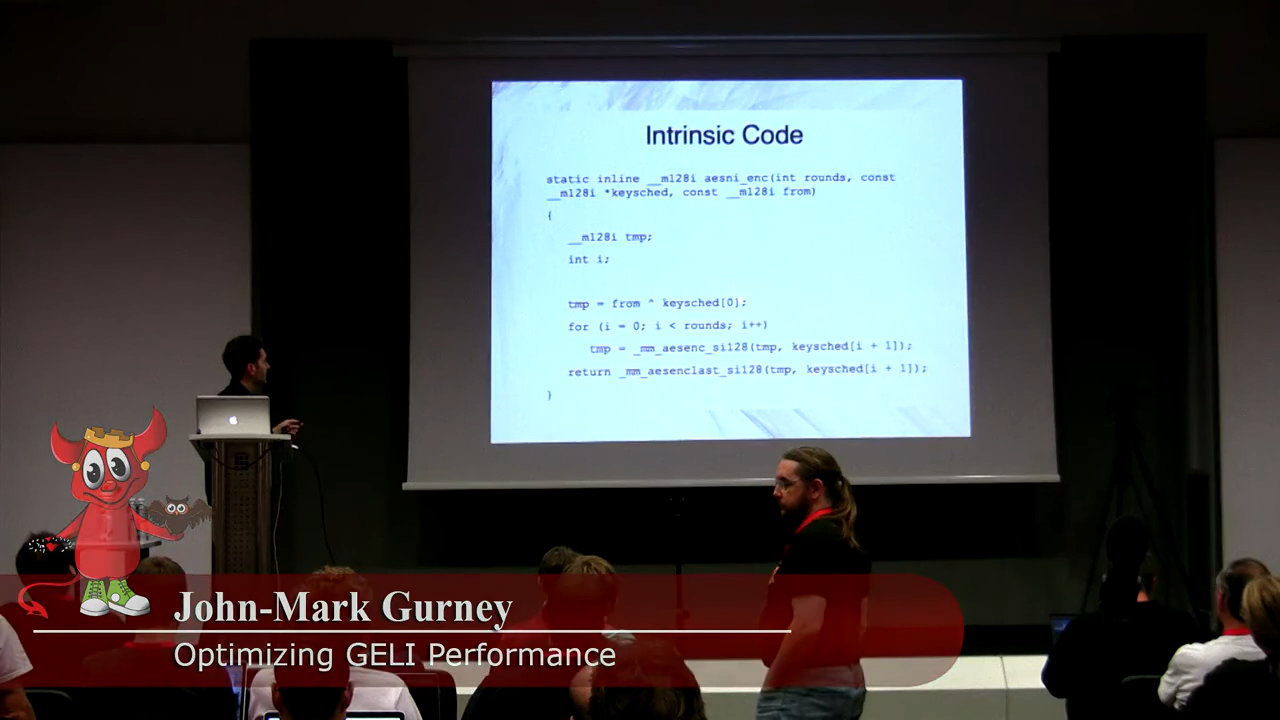 Intrinsic Code
static inline __m128i aesni_enc(int rounds, const
__m128i *keysched, const __m128i from)
{
__m128i tmp;
int i;
tmp = from ^ keysched[0];
for (i = 0; i < rounds; i++)
tmp = _mm_aesenc_si128(tmp, keysched[i + 1]);
return _mm_aesenclast_si128(tmp, keysched[i + 1]);
}
John-Mark Gurney
Optimizing GELI Performance